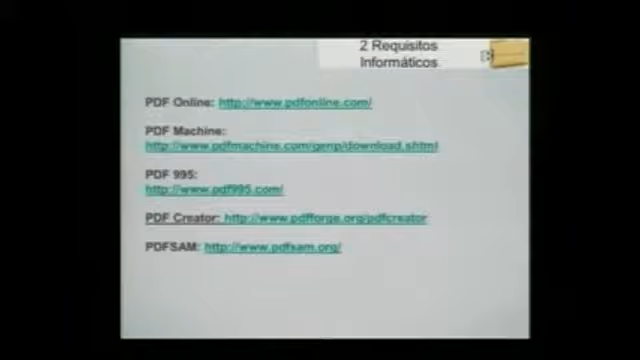 2 Requisitos
Informáticos
PDF Online: http://www.pdfonline.com/
PDF Machine:
http://www.pdfmachine.com/genp/download.shtml
PDF 995:
http://www.pdf995.com/
PDF Creator: http://www.pdfforge.org/pdfcreator
PDFSAM: http://www.pdfsam.org/